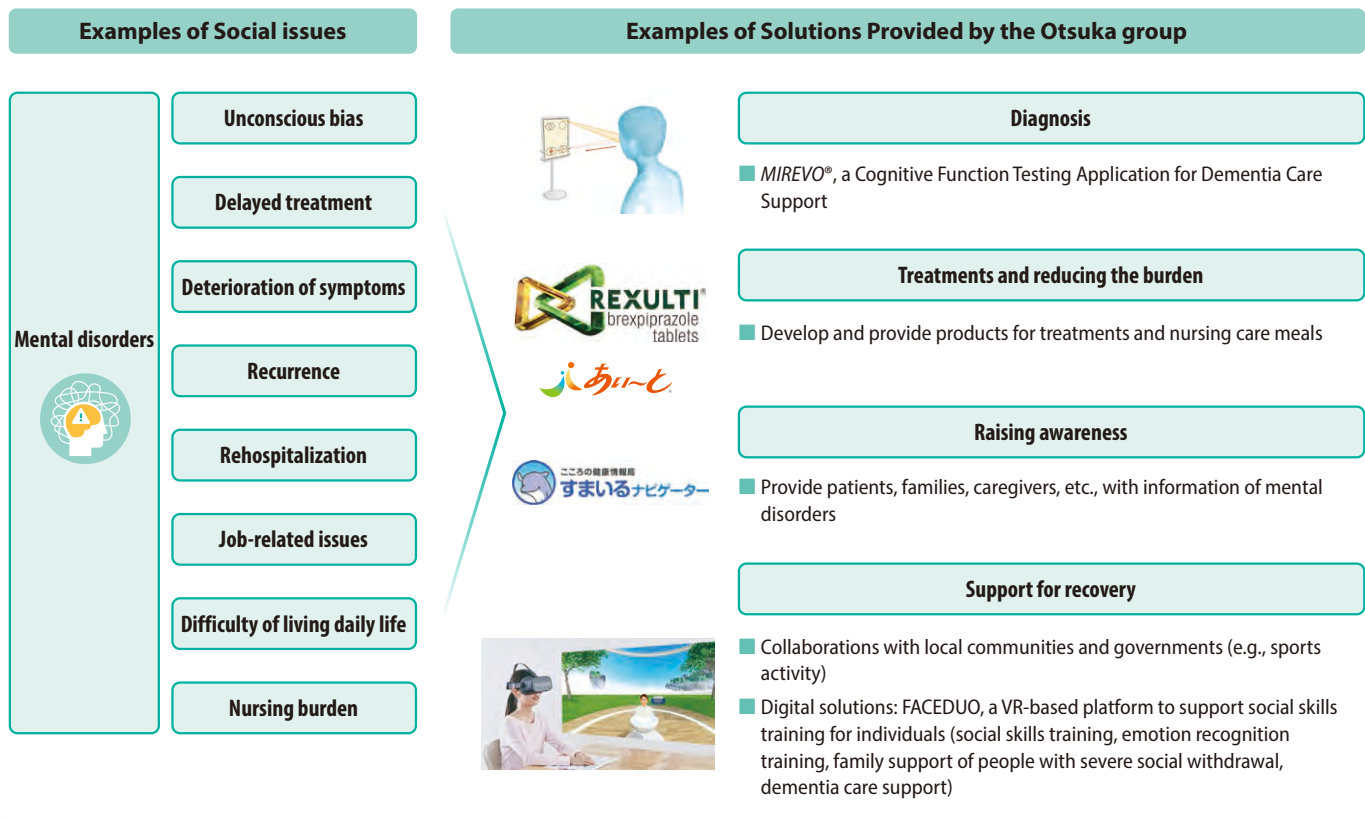 Examples of Social issues
Mental disorders
Unconscious bias
Delayed treatment
Deterioration of symptoms
Recurrence
Rehospitalization
Job-related issues
Difficulty of living daily life
Nursing burden
Examples of Solutions Provided by the Otsuka group
Diagnosis
■ MIREVO®, a Cognitive Function Testing Application for Dementia Care
Support
REXULTI®
brexpiprazole
tablets
あいーと®
Treatments and reducing the burden
■ Develop and provide products for treatments and nursing care meals
こころの健康情報局
すまいるナビゲーター
Raising awareness
■ Provide patients, families, caregivers, etc., with information of mental
disorders
Support for recovery
■ Collaborations with local communities and governments (e.g., sports
activity)
■ Digital solutions: FACEDUO, a VR-based platform to support social skills
training for individuals (social skills training, emotion recognition
training, family support of people with severe social withdrawal,
dementia care support)